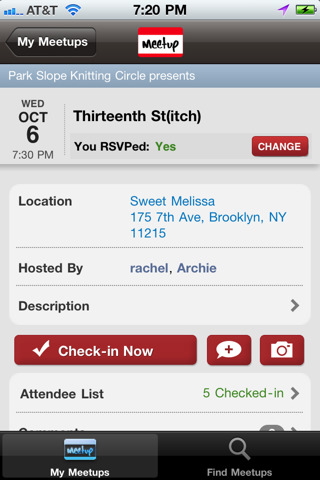 AT&T 7:20 PM
My Meetups
Meetup
Park Slope Knitting Circle presents
WED
OCT
6
7:30 PM
Thirteenth St(itch)
You RSVPed: Yes
CHANGE
Location
Sweet Melissa
175 7th Ave, Brooklyn, NY
11215
Hosted By
rachel, Archie
Description
Check-in Now
Attendee List
5 Checked-in
Comments
Meetup
My Meetups
Find Meetups